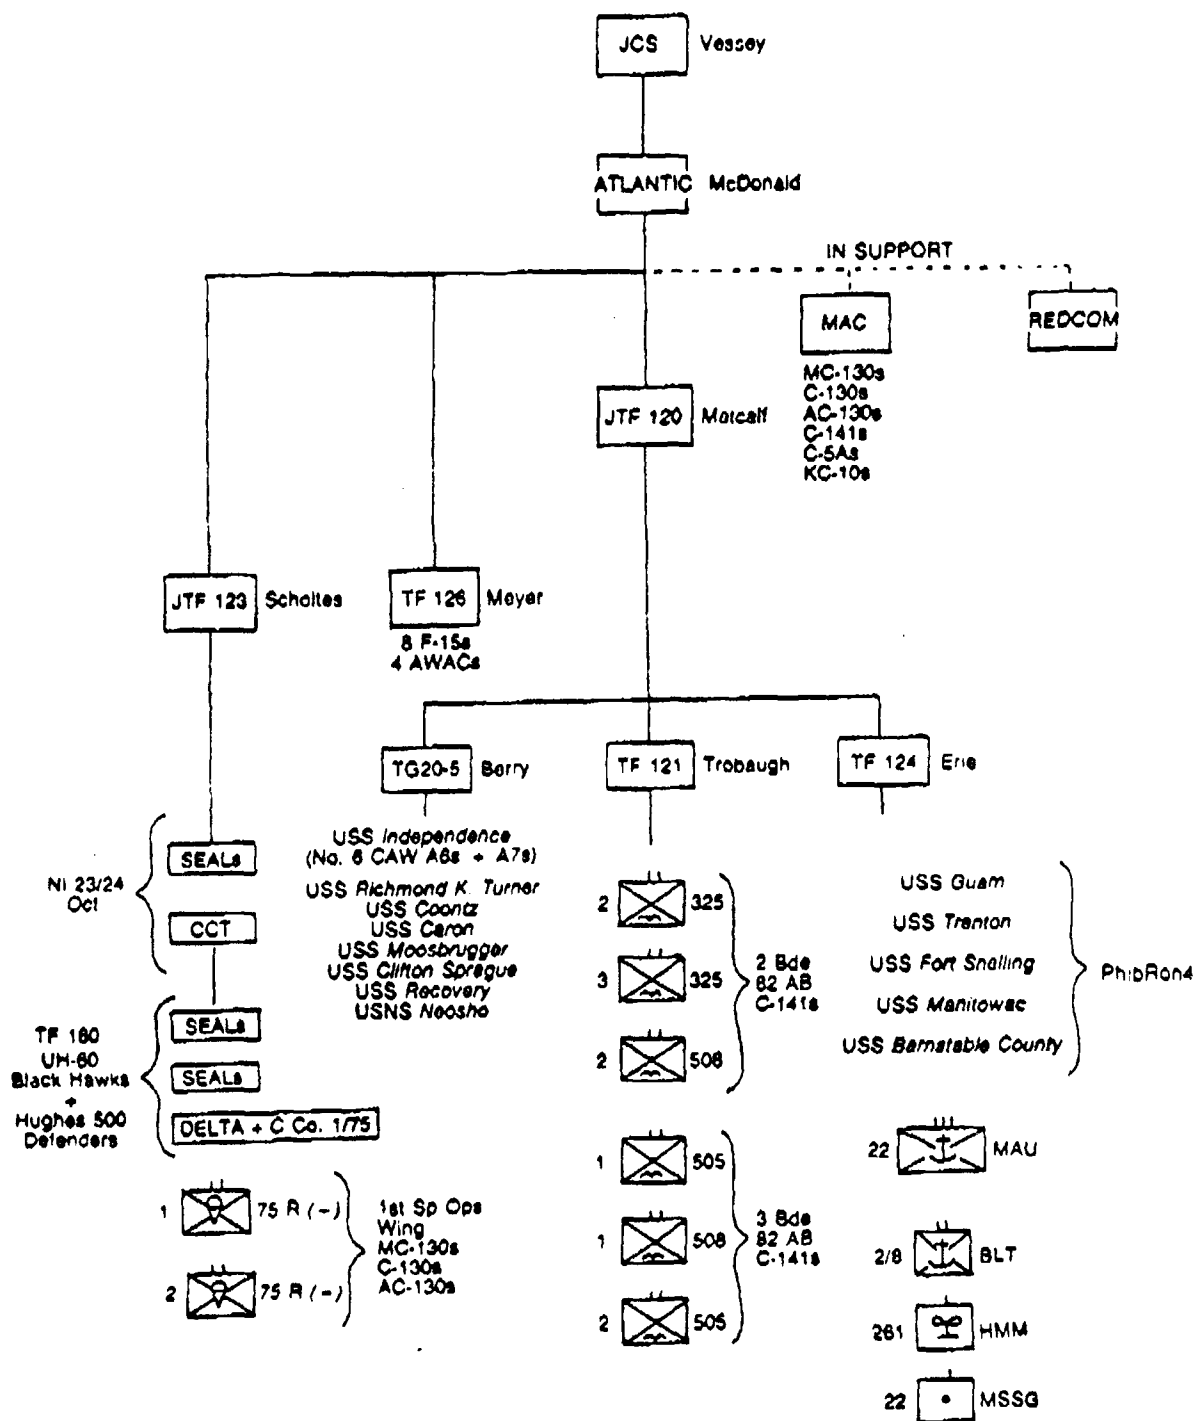 JCS Vessey
ATLANTIC McDonald
IN SUPPORT
MAC
REDCOM
MC-130s
C-130s
AC-130s
C-141s
C-5As
KC-10s
JTF 120 Metcalf
JTF 123 Scholtes
TF 126 Meyer
8 F-15s
4 AWACs
TG20-5 Berry
TF 121 Trobaugh
TF 124 Erie
NI 23/24
Oct
SEALs
CCT
TF 160
UH-60
Black Hawks
+
Hughes 500
Defenders
SEALs
SEALs
DELTA + C Co. 1/75
1 75 R (-)
2 75 R (-)
1st Sp Ops
Wing
MC-130s
C-130s
AC-130s
USS Independence
(No. 6 CAW A6s + A7s)
USS Richmond K. Turner
USS Coontz
USS Caron
USS Moosbrugger
USS Clifton Sprague
USS Recovery
USNS Neosho
2 325
3 325
2 508
2 Bde
82 AB
C-141s
1 505
1 508
2 505
3 Bde
82 AB
C-141s
USS Guam
USS Trenton
USS Fort Snelling
USS Manitowac
USS Barnstable County
PhibRon4
22 MAU
2/8 BLT
261 HMM
22 MSSG